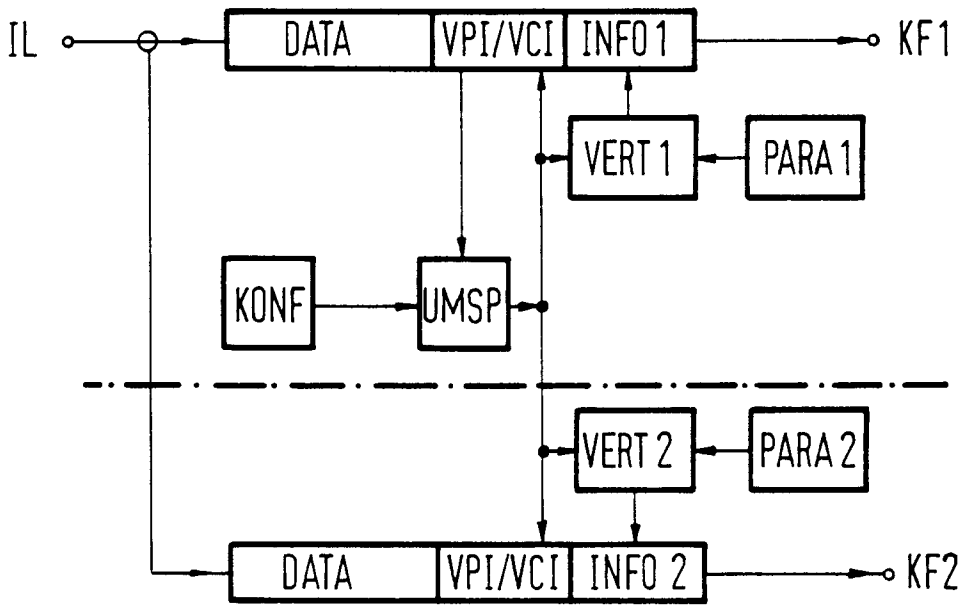 IL DATA VPI/VCI INFO 1 KF1
VERT 1 PARA 1
KONF UMSP
VERT 2 PARA 2
DATA VPI/VCI INFO 2 KF2